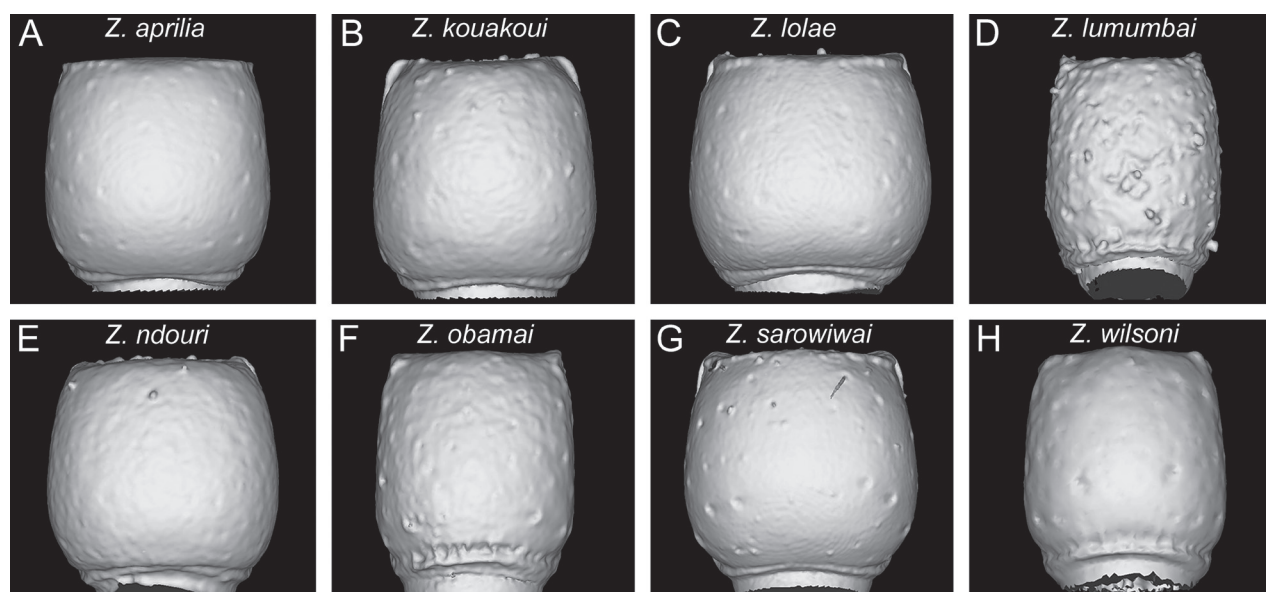 A Z. aprilia
B Z. kouakoui
C Z. lolae
D Z. lumumbai
E Z. ndouri
F Z. obamai
G Z. sarowiwai
H Z. wilsoni